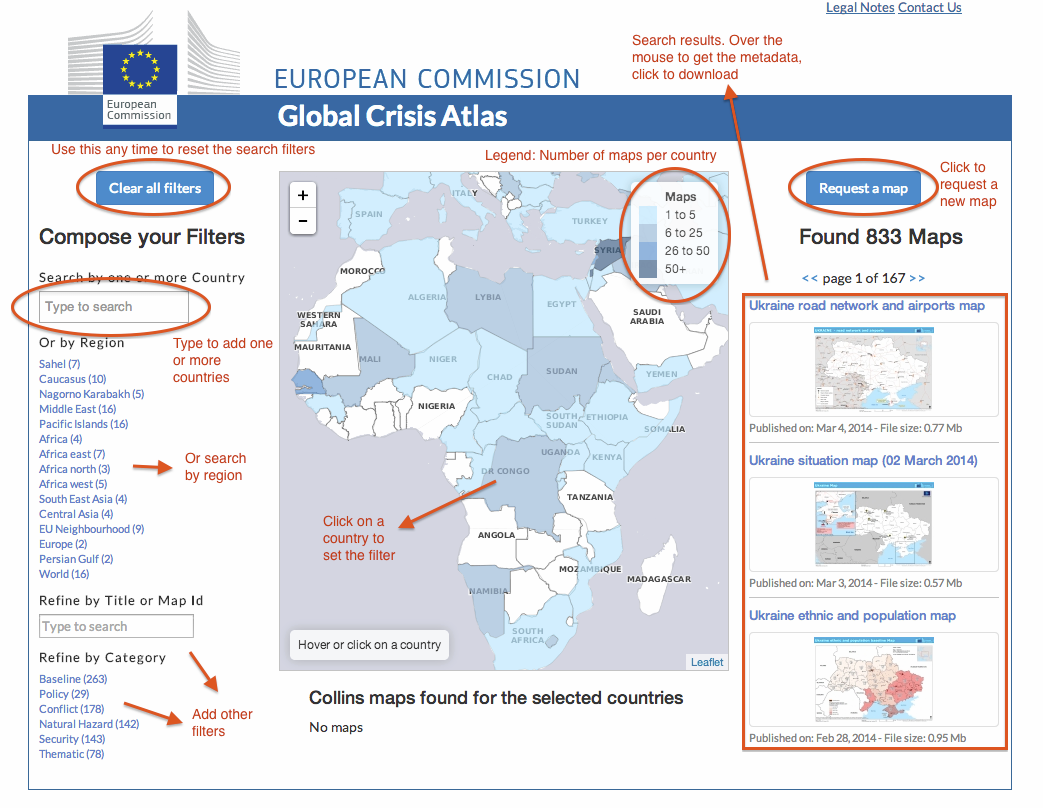 Legal Notes Contact Us
Search results. Over the
mouse to get the metadata,
click to download
European
Commission
EUROPEAN COMMISSION
Global Crisis Atlas
Use this any time to reset the search filters
Clear all filters
Legend: Number of maps per country
Request a map
Click to
request a
new map
Compose your Filters
Search by one or more Country
Type to search
Type to add one
or more
countries
Or by Region
Sahel (7)
Caucasus (10)
Nagorno Karabakh (5)
Middle East (16)
Pacific Islands (16)
Africa (4)
Africa east (7)
Africa north (3)
Africa west (5)
South East Asia (4)
Central Asia (4)
EU Neighbourhood (9)
Europe (2)
Persian Gulf (2)
World (16)
Or search
by region
Refine by Title or Map Id
Type to search
Refine by Category
Baseline (263)
Policy (29)
Conflict (178)
Natural Hazard (142)
Security (143)
Thematic (78)
Add other
filters
+
−
Maps
1 to 5
6 to 25
26 to 50
50+
ITALY
SPAIN
TURKEY
SYRIA
MOROCCO
ALGERIA
LYBIA
EGYPT
WESTERN
SAHARA
SAUDI
ARABIA
MAURITANIA
MALI
NIGER
CHAD
SUDAN
YEMEN
NIGERIA
SOUTH
SUDAN
ETHIOPIA
SOMALIA
UGANDA
KENYA
DR CONGO
TANZANIA
ANGOLA
MOZAMBIQUE
MADAGASCAR
NAMIBIA
SOUTH
AFRICA
Click on a
country to
set the filter
Hover or click on a country
Leaflet
Collins maps found for the selected countries
No maps
Found 833 Maps
<< page 1 of 167 >>
Ukraine road network and airports map
Published on: Mar 4, 2014 - File size: 0.77 Mb
Ukraine situation map (02 March 2014)
Published on: Mar 3, 2014 - File size: 0.57 Mb
Ukraine ethnic and population map
Published on: Feb 28, 2014 - File size: 0.95 Mb